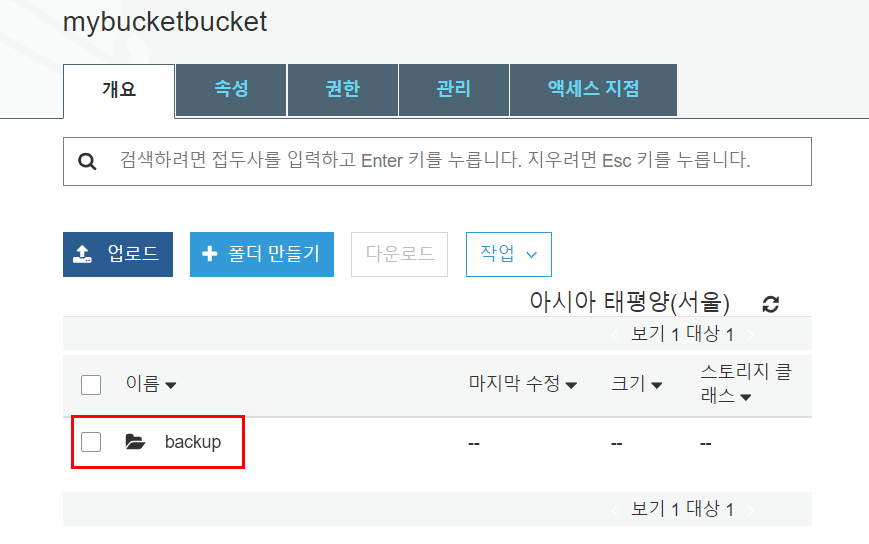 mybucketbucket
개요 속성 권한 관리 액세스 지점
검색하려면 접두사를 입력하고 Enter 키를 누릅니다. 지우려면 Esc 키를 누릅니다.
업로드 폴더 만들기 다운로드 작업
아시아 태평양(서울)
보기 1 대상 1
이름 마지막 수정 크기 스토리지 클
래스
backup -- -- --
보기 1 대상 1